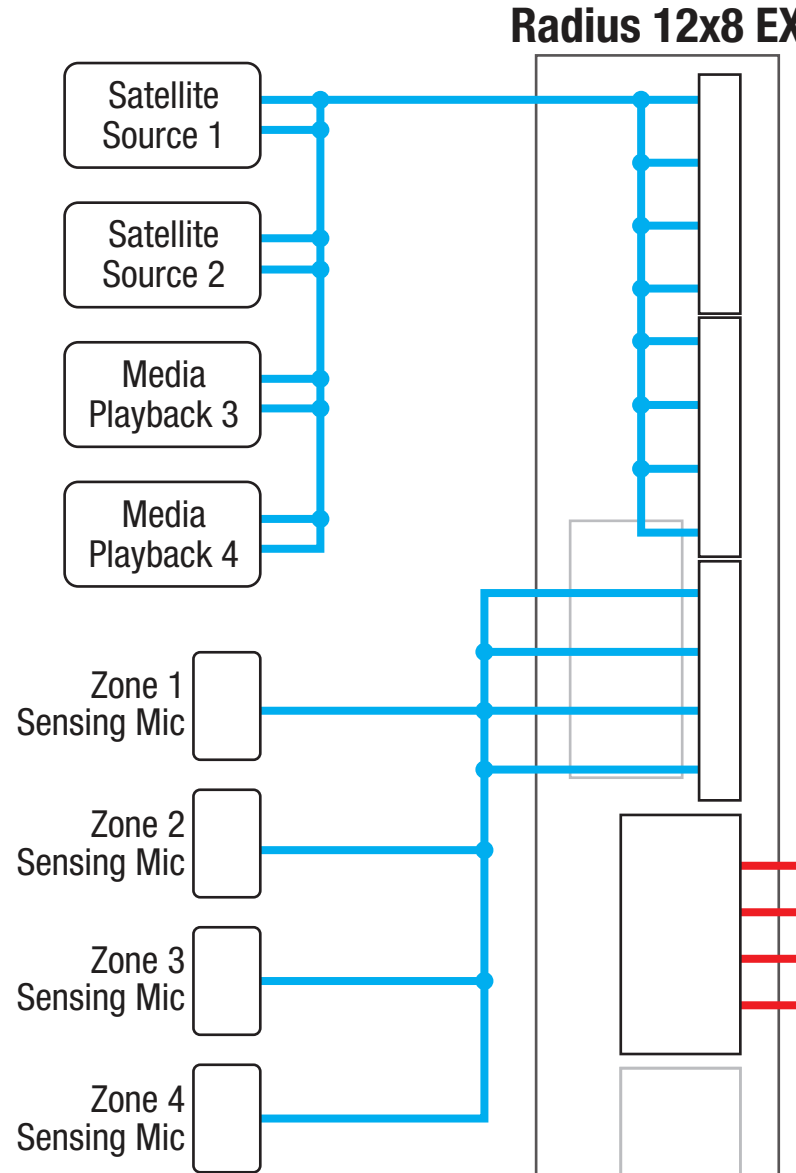 Radius 12x8 EX
Satellite
Source 1
Satellite
Source 2
Media
Playback 3
Media
Playback 4
Zone 1
Sensing Mic
Zone 2
Sensing Mic
Zone 3
Sensing Mic
Zone 4
Sensing Mic